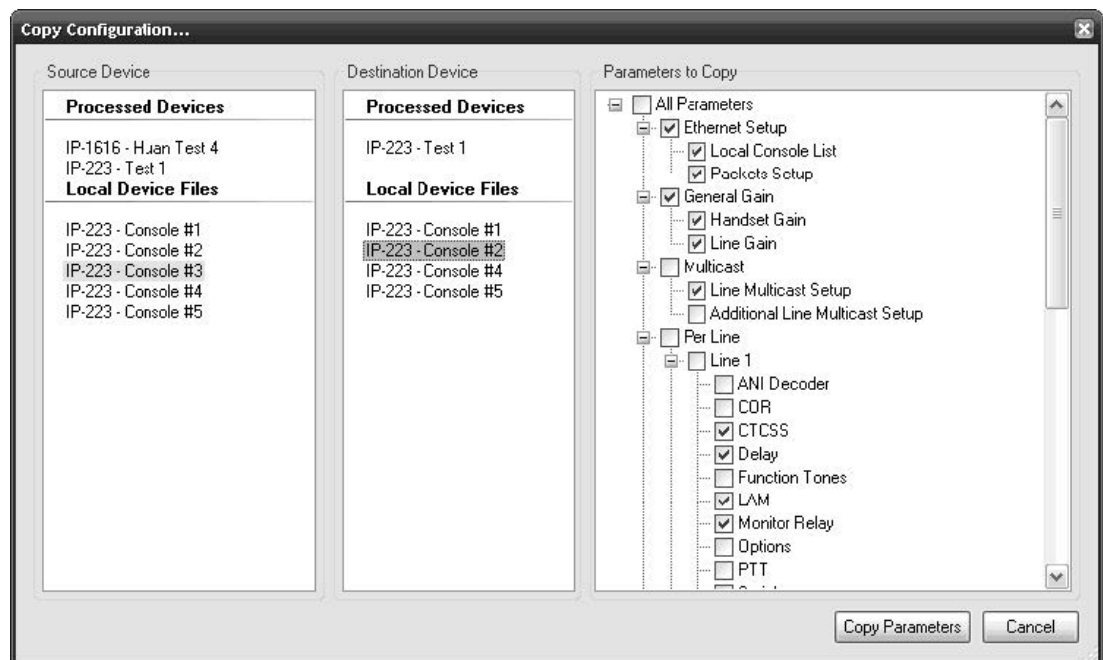 Copy Configuration...
Source Device
Processed Devices
IP-1616 - Huan Test 4
IP-223 - Test 1
Local Device Files
IP-223 - Console #1
IP-223 - Console #2
IP-223 - Console #3
IP-223 - Console #4
IP-223 - Console #5
Destination Device
Processed Devices
IP-223 - Test 1
Local Device Files
IP-223 - Console #1
IP-223 - Console #2
IP-223 - Console #4
IP-223 - Console #5
Parameters to Copy
All Parameters
Ethernet Setup
Local Console List
Packets Setup
General Gain
Handset Gain
Line Gain
Multicast
Line Multicast Setup
Additional Line Multicast Setup
Per Line
Line 1
ANI Decoder
COR
CTCSS
Delay
Function Tones
LAM
Monitor Relay
Options
PTT
Copy Parameters
Cancel